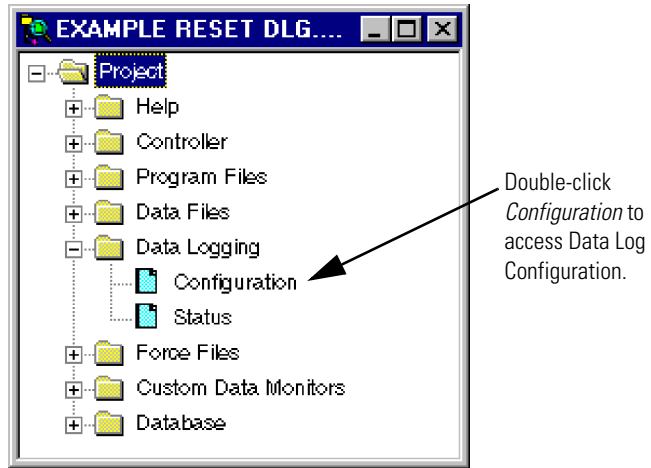 EXAMPLE RESET DLG....
Project
Help
Controller
Program Files
Data Files
Data Logging
Configuration
Status
Force Files
Custom Data Monitors
Database
Double-click
Configuration to
access Data Log
Configuration.